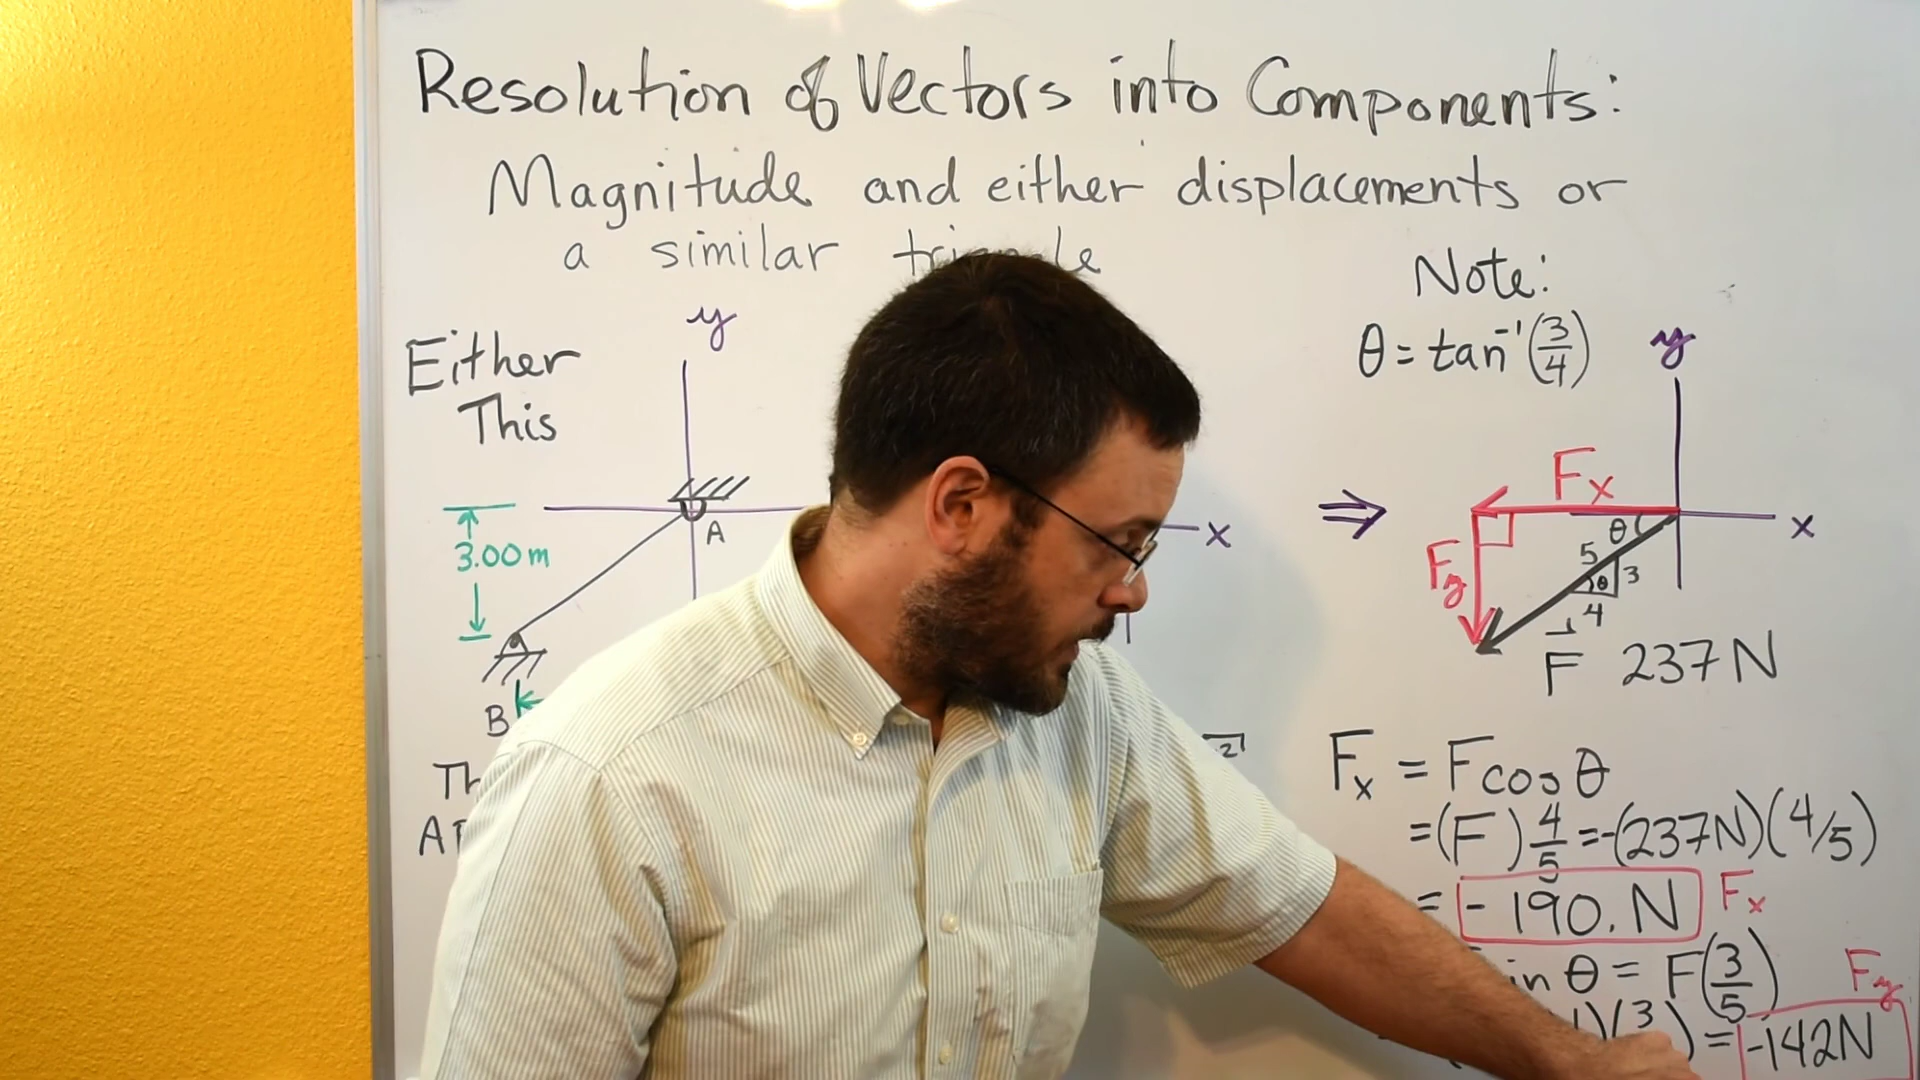 Resolution of Vectors into Components:
Magnitude and either displacements or
a similar
Note:
θ = tan⁻¹(3/4)
Either
This
y
A
x
3.00 m
B
y
Fx
x
θ
Fy
5
θ
3
4
F 237 N
Fx = F cos θ
= (F) 4/5 = -(237N)(4/5)
= -190. N Fx
in θ = F(3/5) Fy
)(3 ) = -142N